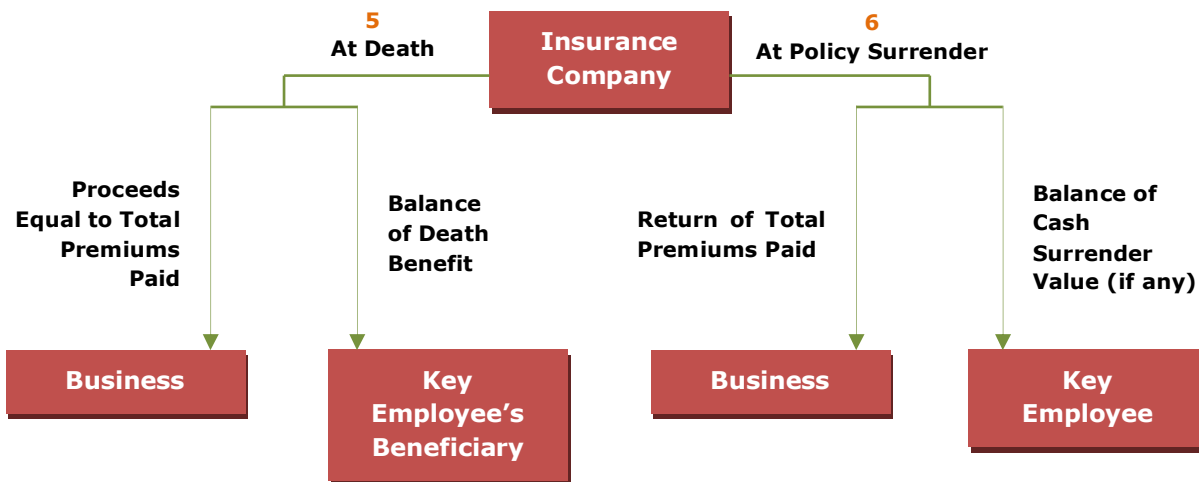 5
At Death
Insurance
Company
6
At Policy Surrender
Proceeds
Equal to Total
Premiums
Paid
Balance
of Death
Benefit
Return of Total
Premiums Paid
Balance of
Cash
Surrender
Value (if any)
Business
Key
Employee’s
Beneficiary
Business
Key
Employee